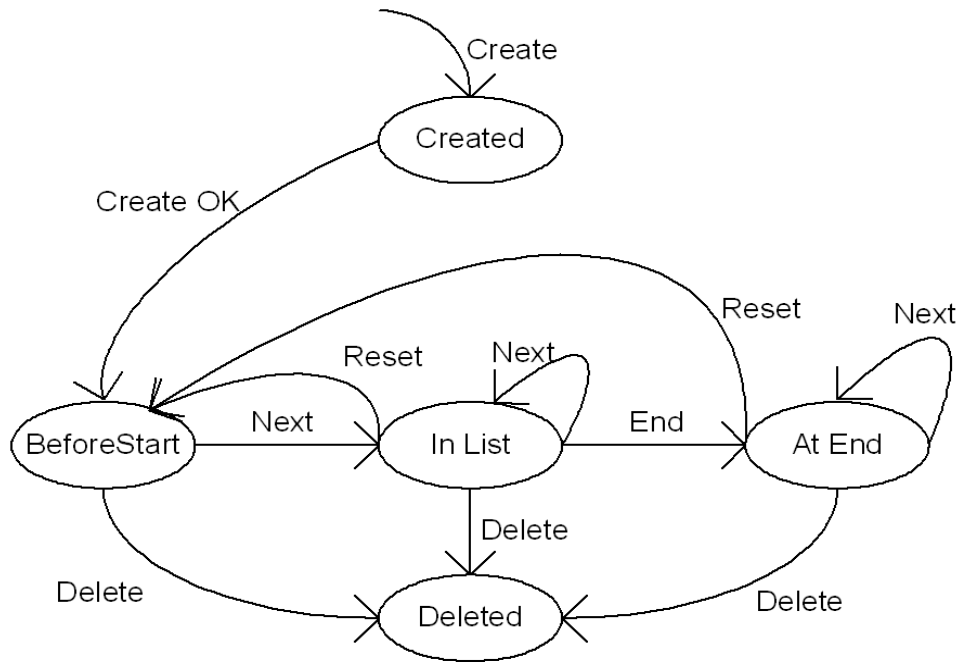 Create
Created
Create OK
Reset
Next
Reset
Next
BeforeStart
Next
In List
End
At End
Delete
Delete
Delete
Deleted